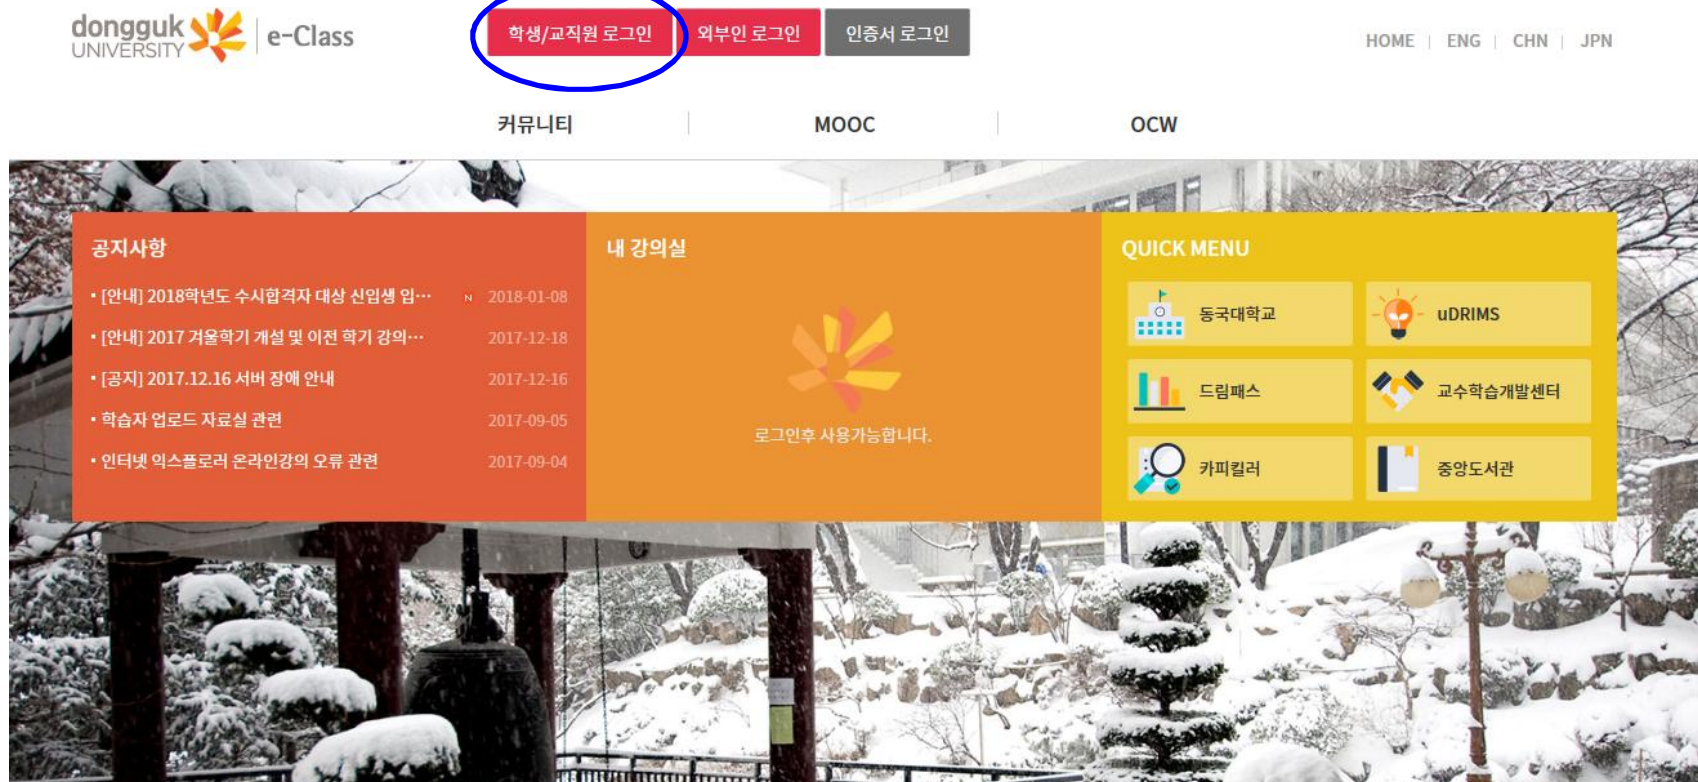 dongguk
UNIVERSITY
e-Class
학생/교직원 로그인
외부인 로그인
인증서 로그인
HOME | ENG | CHN | JPN
커뮤니티
MOOC
OCW
공지사항
• [안내] 2018학년도 수시합격자 대상 신입생 입⋯ N 2018-01-08
• [안내] 2017 겨울학기 개설 및 이전 학기 강의⋯ 2017-12-18
• [공지] 2017.12.16 서버 장애 안내 2017-12-16
• 학습자 업로드 자료실 관련 2017-09-05
• 인터넷 익스플로러 온라인강의 오류 관련 2017-09-04
내 강의실
로그인후 사용가능합니다.
QUICK MENU
동국대학교
uDRIMS
드림패스
교수학습개발센터
카피킬러
중앙도서관